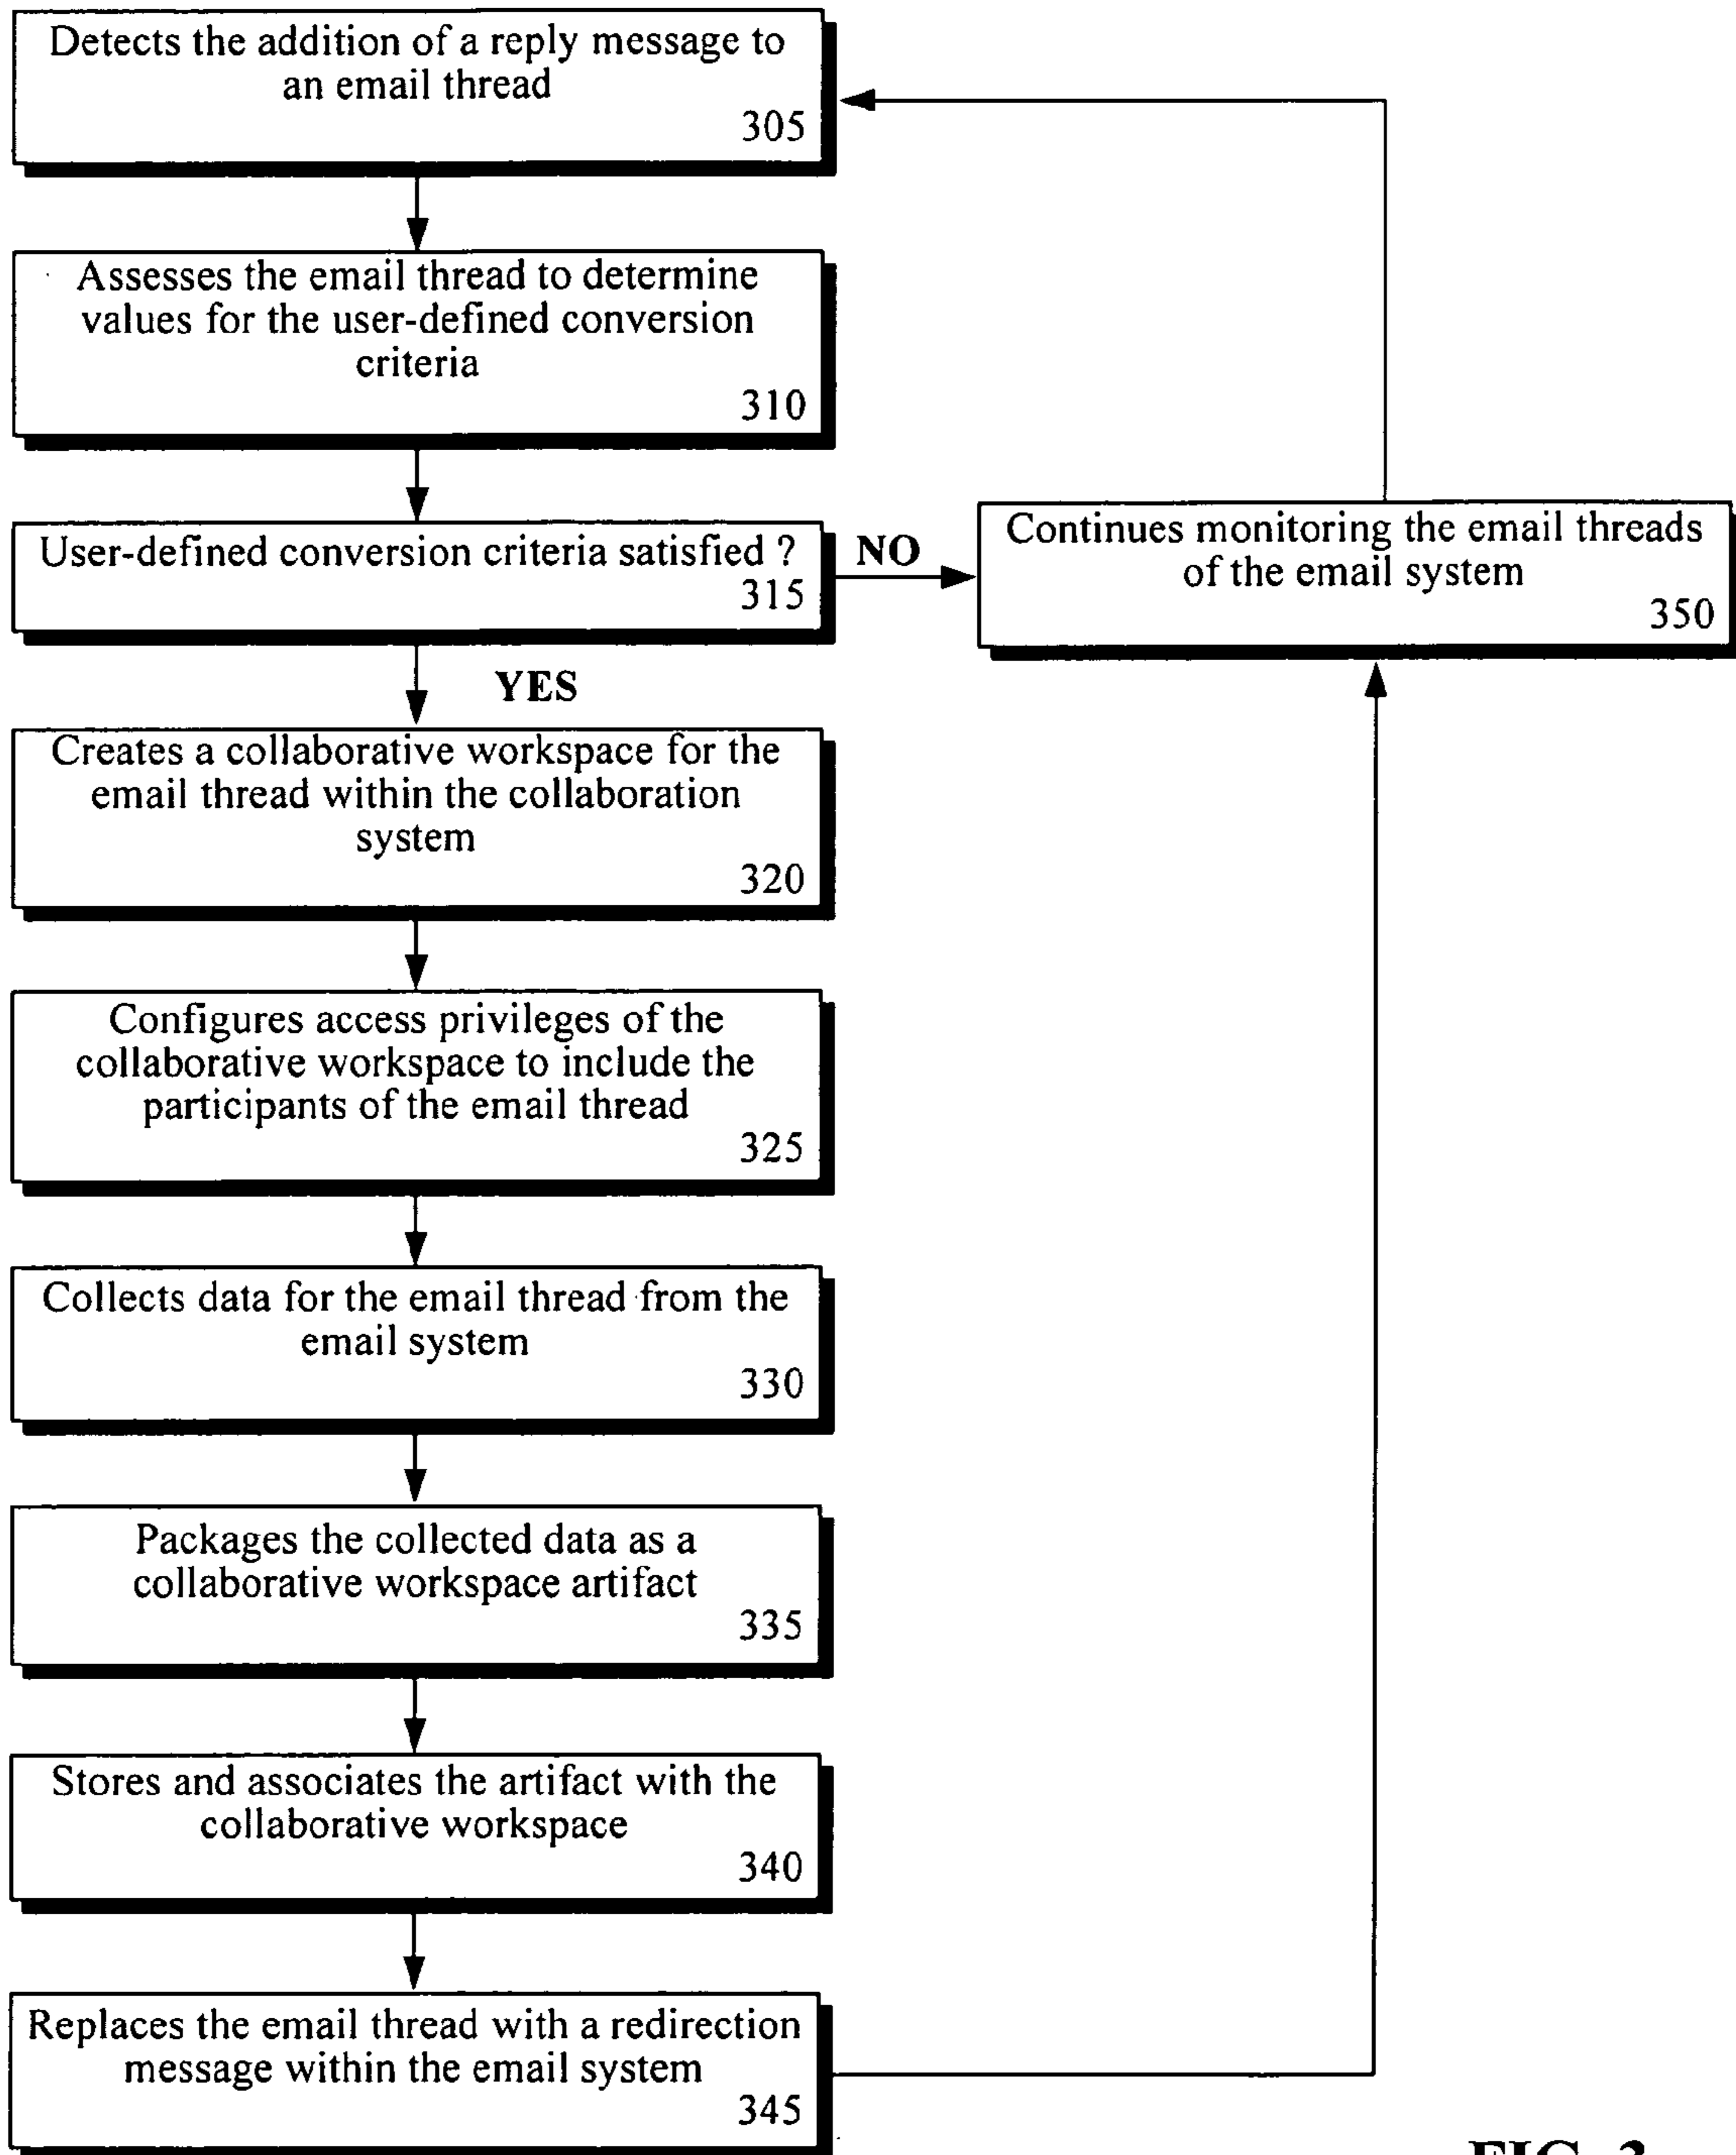 Detects the addition of a reply message to
an email thread
305
Assesses the email thread to determine
values for the user-defined conversion
criteria
310
User-defined conversion criteria satisfied ?
315
NO
Continues monitoring the email threads
of the email system
350
YES
Creates a collaborative workspace for the
email thread within the collaboration
system
320
Configures access privileges of the
collaborative workspace to include the
participants of the email thread
325
Collects data for the email thread from the
email system
330
Packages the collected data as a
collaborative workspace artifact
335
Stores and associates the artifact with the
collaborative workspace
340
Replaces the email thread with a redirection
message within the email system
345
FIG. 3